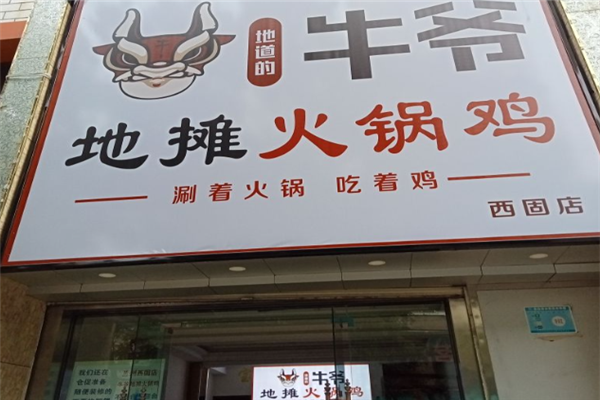 地道的
牛爷
地摊火锅鸡
涮着火锅 吃着鸡
西固店
牛爷
地摊火锅鸡